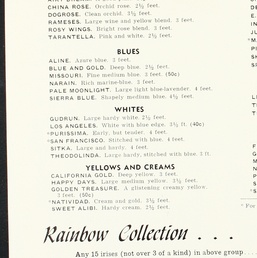 CHINA ROSE. Orchid rose. 2½ feet.
DOGROSE. Clean orchid. 3½ feet.
RAMESES. Large wine and yellow blend. 3 feet.
ROSY WINGS. Bright rose blend. 3 feet.
TARANTELLA. Pink and white. 2½ feet.
BLUES
ALINE. Azure blue. 3 feet.
BLUE AND GOLD. Deep blue. 2½ feet.
MISSOURI. Fine medium blue. 3 feet. (50c)
NARAIN. Rich marine-blue. 3 feet.
PALE MOONLIGHT. Large light blue-lavender. 4 feet.
SIERRA BLUE. Shapely medium blue. 4½ feet.
WHITES
GUDRUN. Large hardy white. 2½ feet.
LOS ANGELES. White with blue edge. 3½ ft. (40c)
*PURISSIMA. Early, but tender. 4 feet.
*SAN FRANCISCO. Stitched with blue. 4 feet.
SITKA. Large and hardy. 4 feet.
THEODOLINDA. Large hardy, stitched with blue. 3 ft.
YELLOWS AND CREAMS
CALIFORNIA GOLD. Deep yellow. 3 feet.
HAPPY DAYS. Large medium yellow. 3½ feet.
GOLDEN TREASURE. A glistening creamy yellow.
3 feet. (50c)
*NATIVIDAD. Cream and gold. 3½ feet.
SWEET ALIBI. Hardy cream. 3½ feet.
* For
Rainbow Collection . . .
Any 15 irises (not over 3 of a kind) in above group